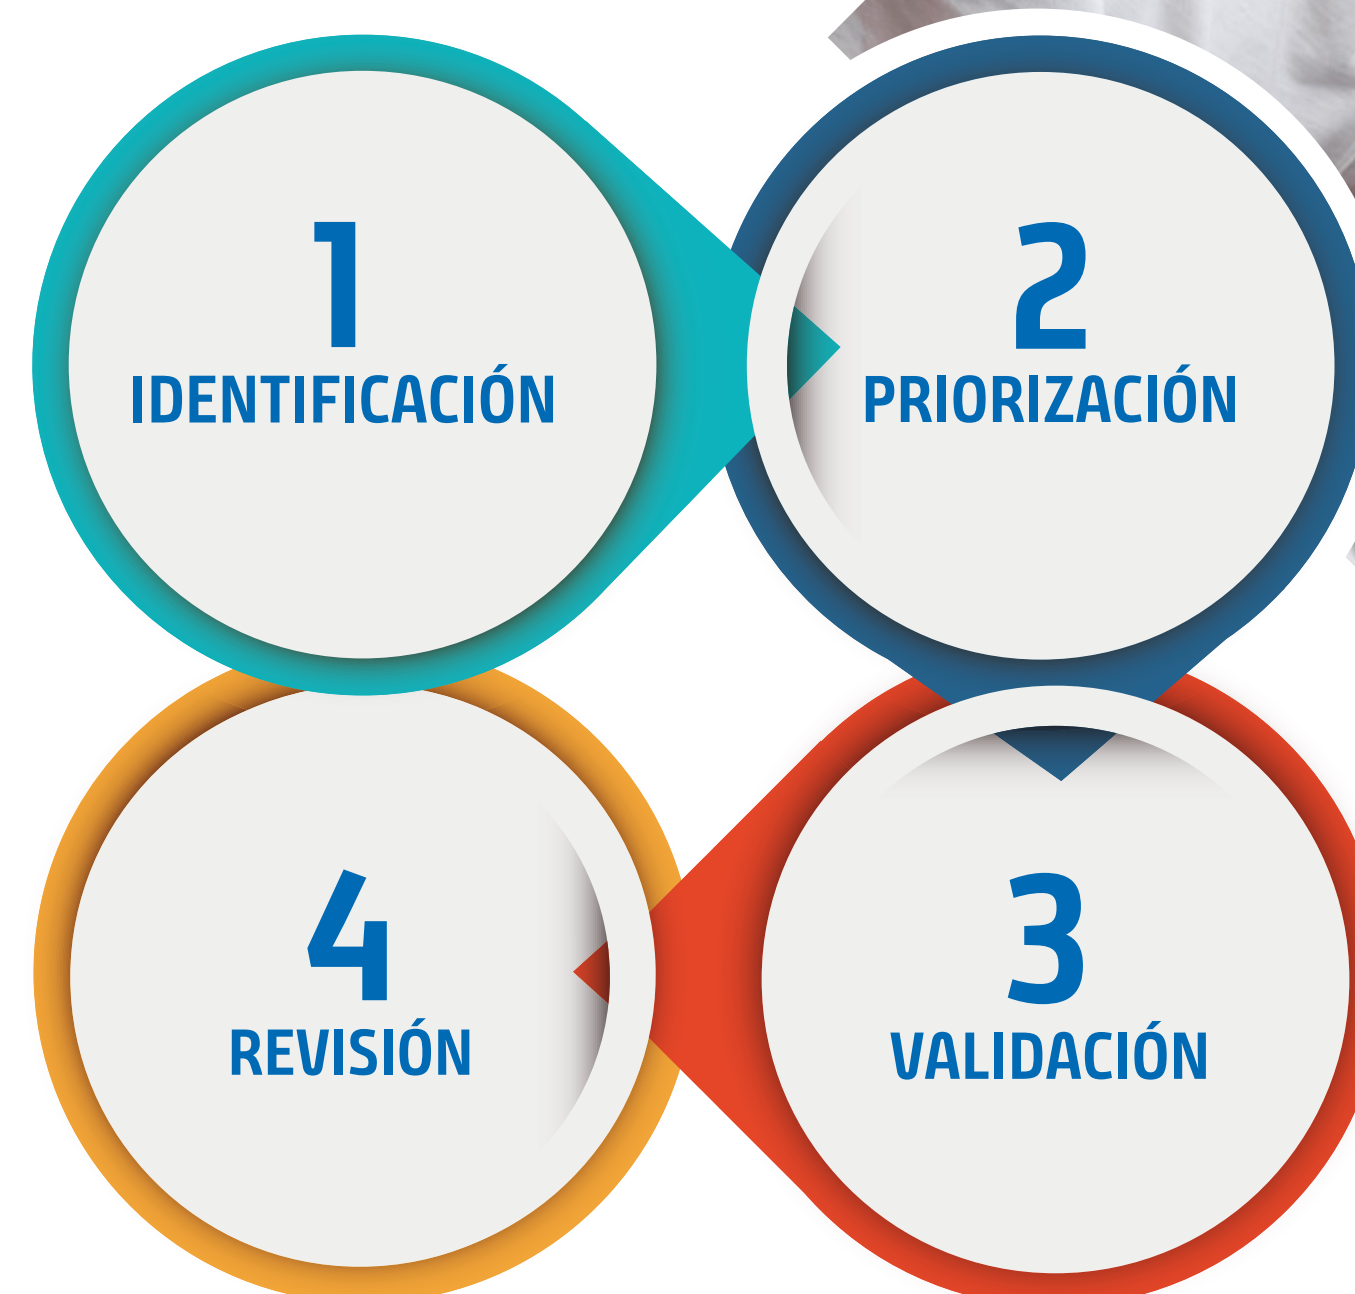 1
IDENTIFICACIÓN
2
PRIORIZACIÓN
3
VALIDACIÓN
4
REVISIÓN